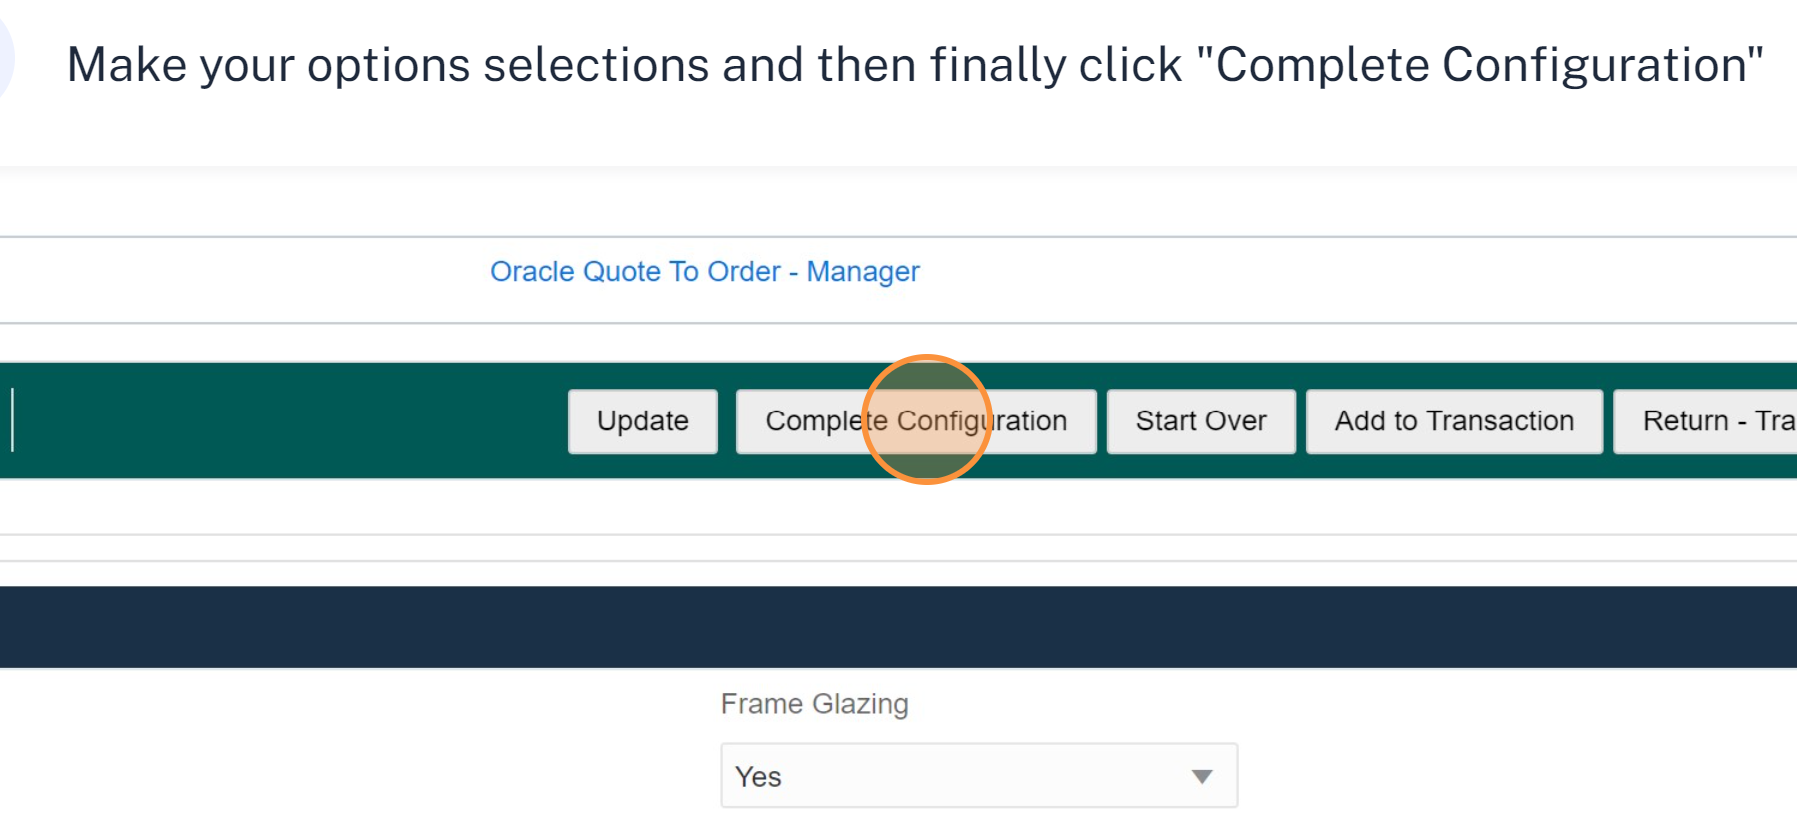 Make your options selections and then finally click "Complete Configuration"
Oracle Quote To Order - Manager
Update Complete Configuration Start Over Add to Transaction Return - Tra
Frame Glazing
Yes